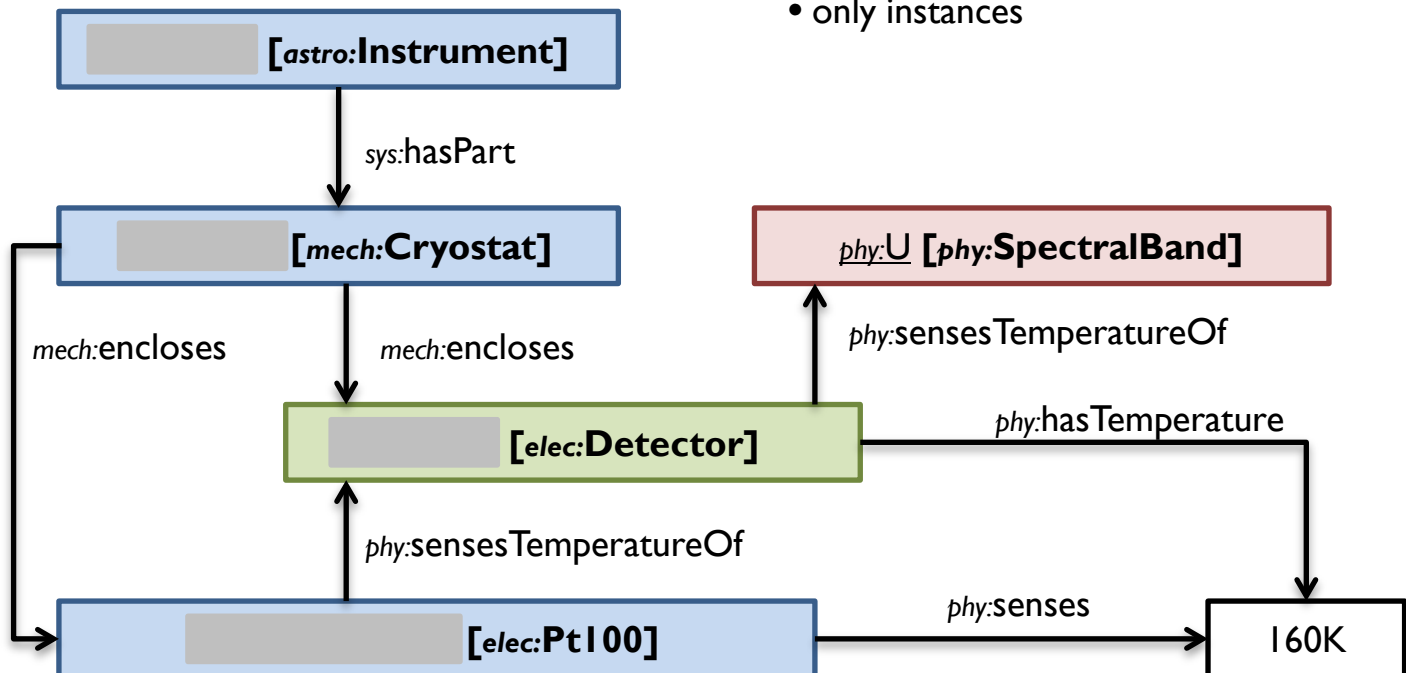 • only instances
[astro:Instrument]
sys:hasPart
[mech:Cryostat]
phy:U [phy:SpectralBand]
mech:encloses
mech:encloses
phy:sensesTemperatureOf
phy:hasTemperature
[elec:Detector]
phy:sensesTemperatureOf
phy:senses
[elec:Pt100]
160K